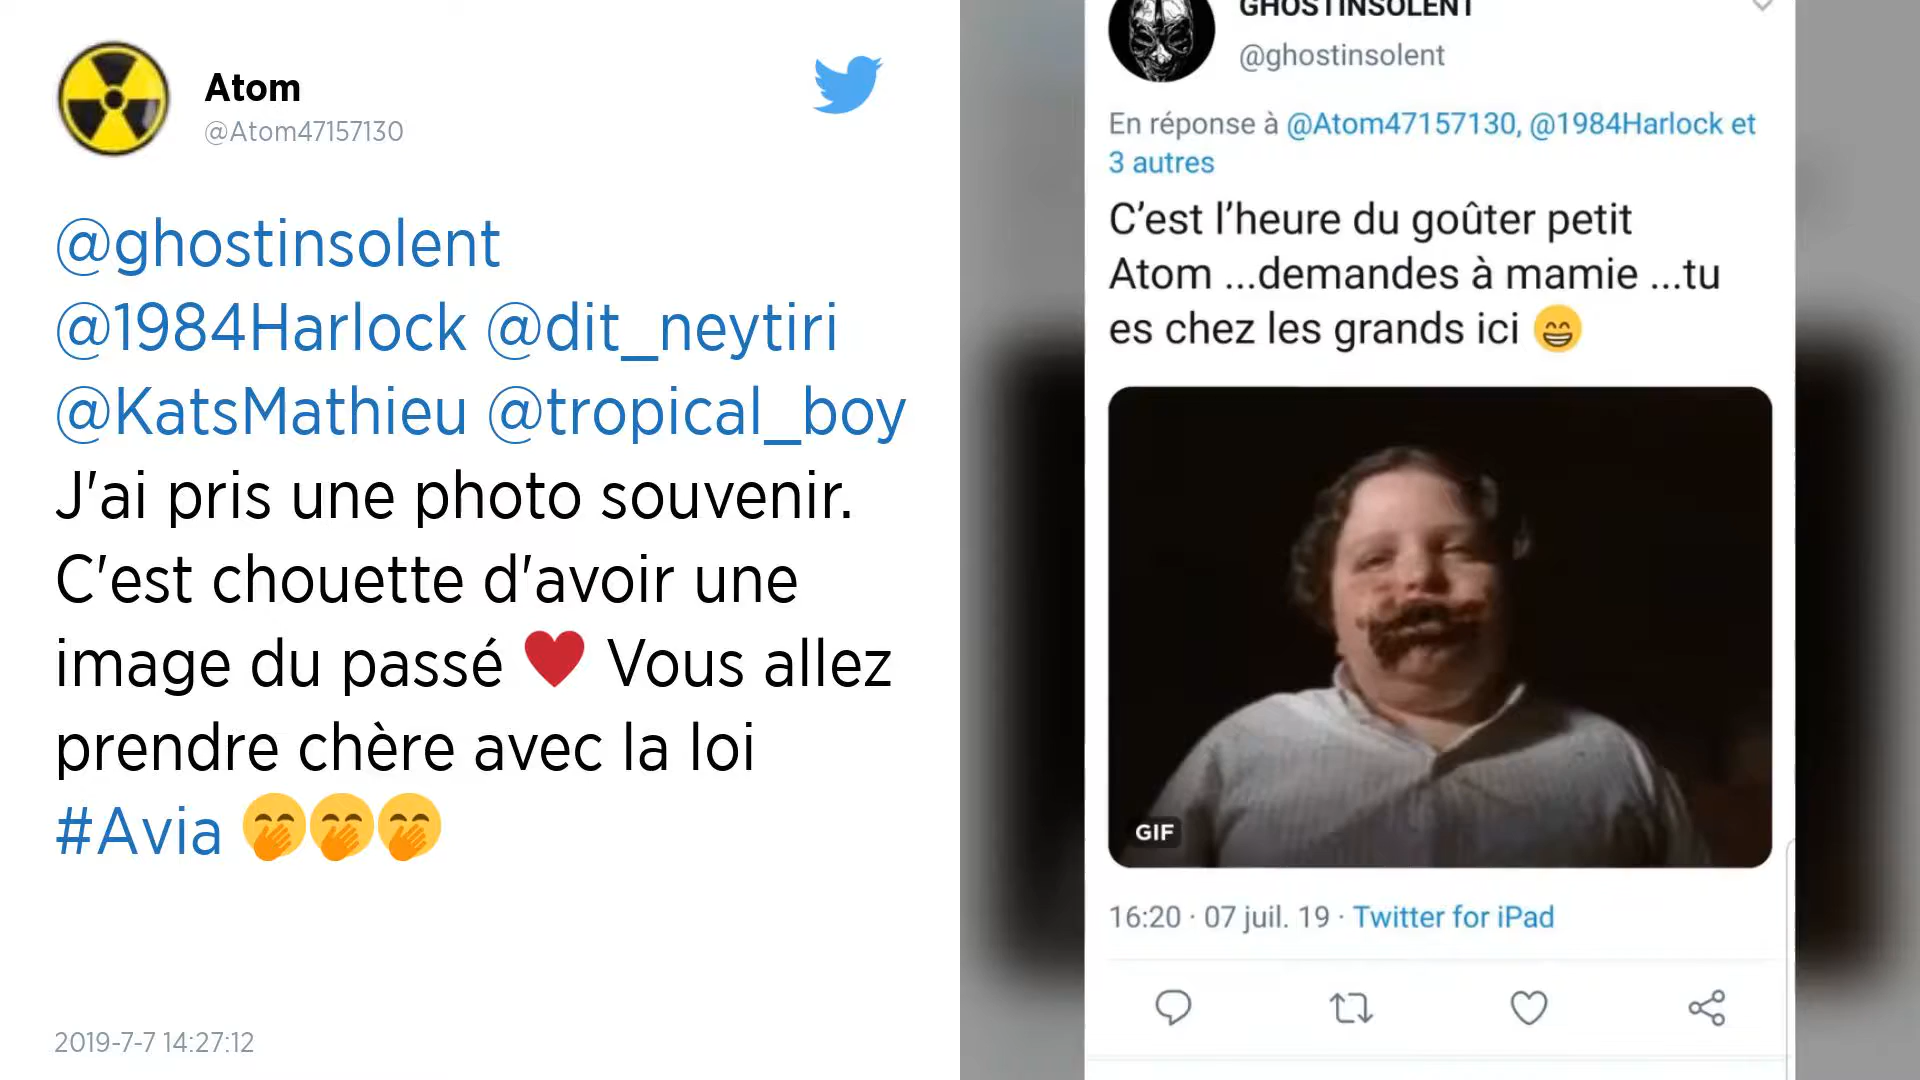 Atom
@Atom47157130
@ghostinsolent
@1984Harlock @dit_neytiri
@KatsMathieu @tropical_boy
J'ai pris une photo souvenir.
C'est chouette d'avoir une
image du passé ❤️ Vous allez
prendre chère avec la loi
#Avia 🤭🤭🤭
2019-7-7 14:27:12
GHOSTINSOLENT
@ghostinsolent
En réponse à @Atom47157130, @1984Harlock et
3 autres
C’est l’heure du goûter petit
Atom ...demandes à mamie ...tu
es chez les grands ici 😁
GIF
16:20 · 07 juil. 19 · Twitter for iPad